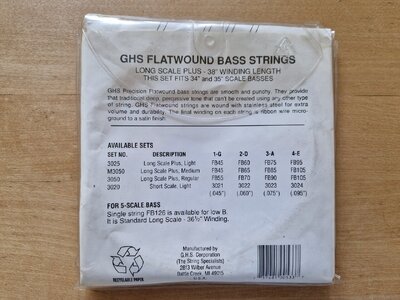 GHS FLATWOUND BASS STRINGS
LONG SCALE PLUS - 38" WINDING LENGTH
THIS SET FITS 34" and 35" SCALE BASSES
GHS Precision Flatwound bass strings are smooth and punchy. They provide
that traditional deep, percussive tone that can't be created using any other type
of string. GHS Flatwound strings are wound with stainless steel for extra
volume and durability. The final winding on each string is ribbon wire micro-
ground to a satin finish.
AVAILABLE SETS
SET NO. DESCRIPTION 1-G 2-D 3-A 4-E
3025 Long Scale Plus, Light FB45 FB60 FB75 FB95
M3050 Long Scale Plus, Medium FB45 FB65 FB85 FB105
3050 Long Scale Plus, Regular FB55 FB70 FB90 FB105
3020 Short Scale, Light 3021 3022 3023 3024
(.045") (.060") (.075") (.095")
FOR 5-SCALE BASS
Single string FB126 is available for low B.
It is Standard Long Scale - 36½" Winding.
RECYCLABLE PAPER
Manufactured by
G.H.S. Corporation
(The String Specialists)
2813 Wilber Avenue
Battle Creek, MI 49015
U.S.A.